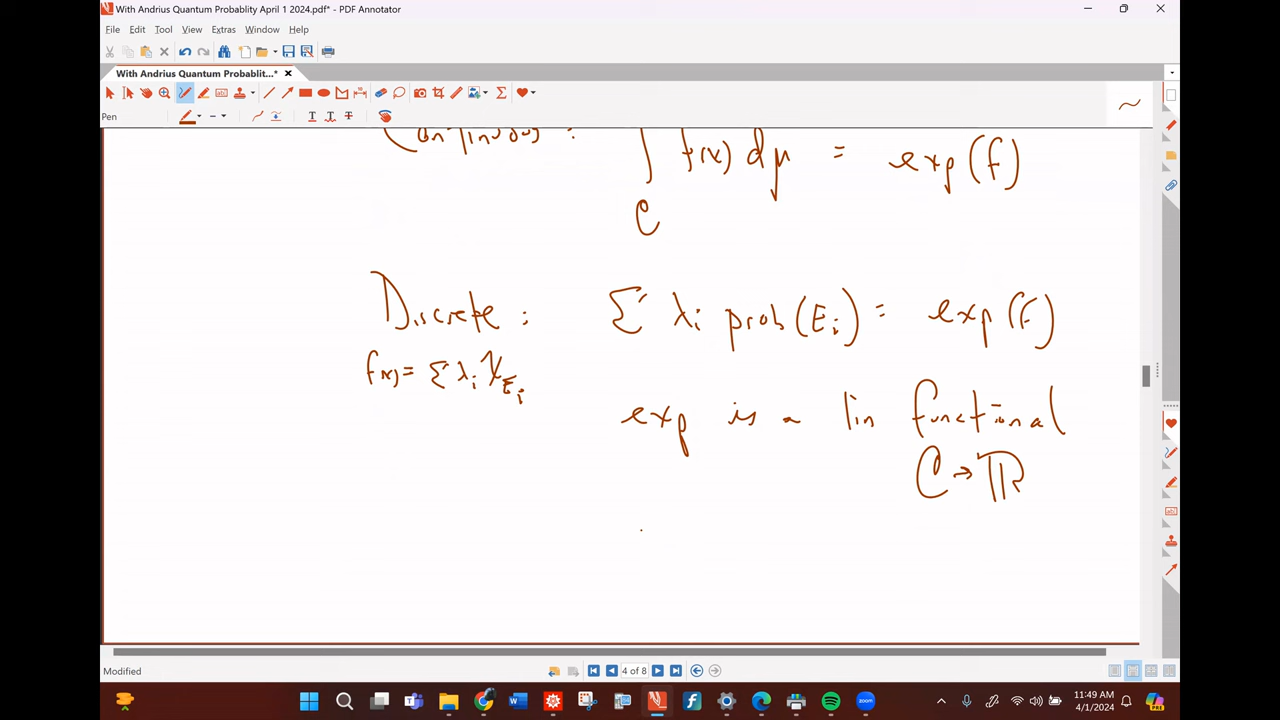 With Andrius Quantum Probablity April 1 2024.pdf* - PDF Annotator
File Edit Tool View Extras Window Help
With Andrius Quantum Probablit...*
Pen
Continuous :
∫ f(x) dμ = exp(f)
C
Discrete : Σ λi prob(Ei) = exp(f)
f(x) = Σ λi χEi
exp is a lin functional
C → ℝ
Modified
4 of 8
11:49 AM
4/1/2024